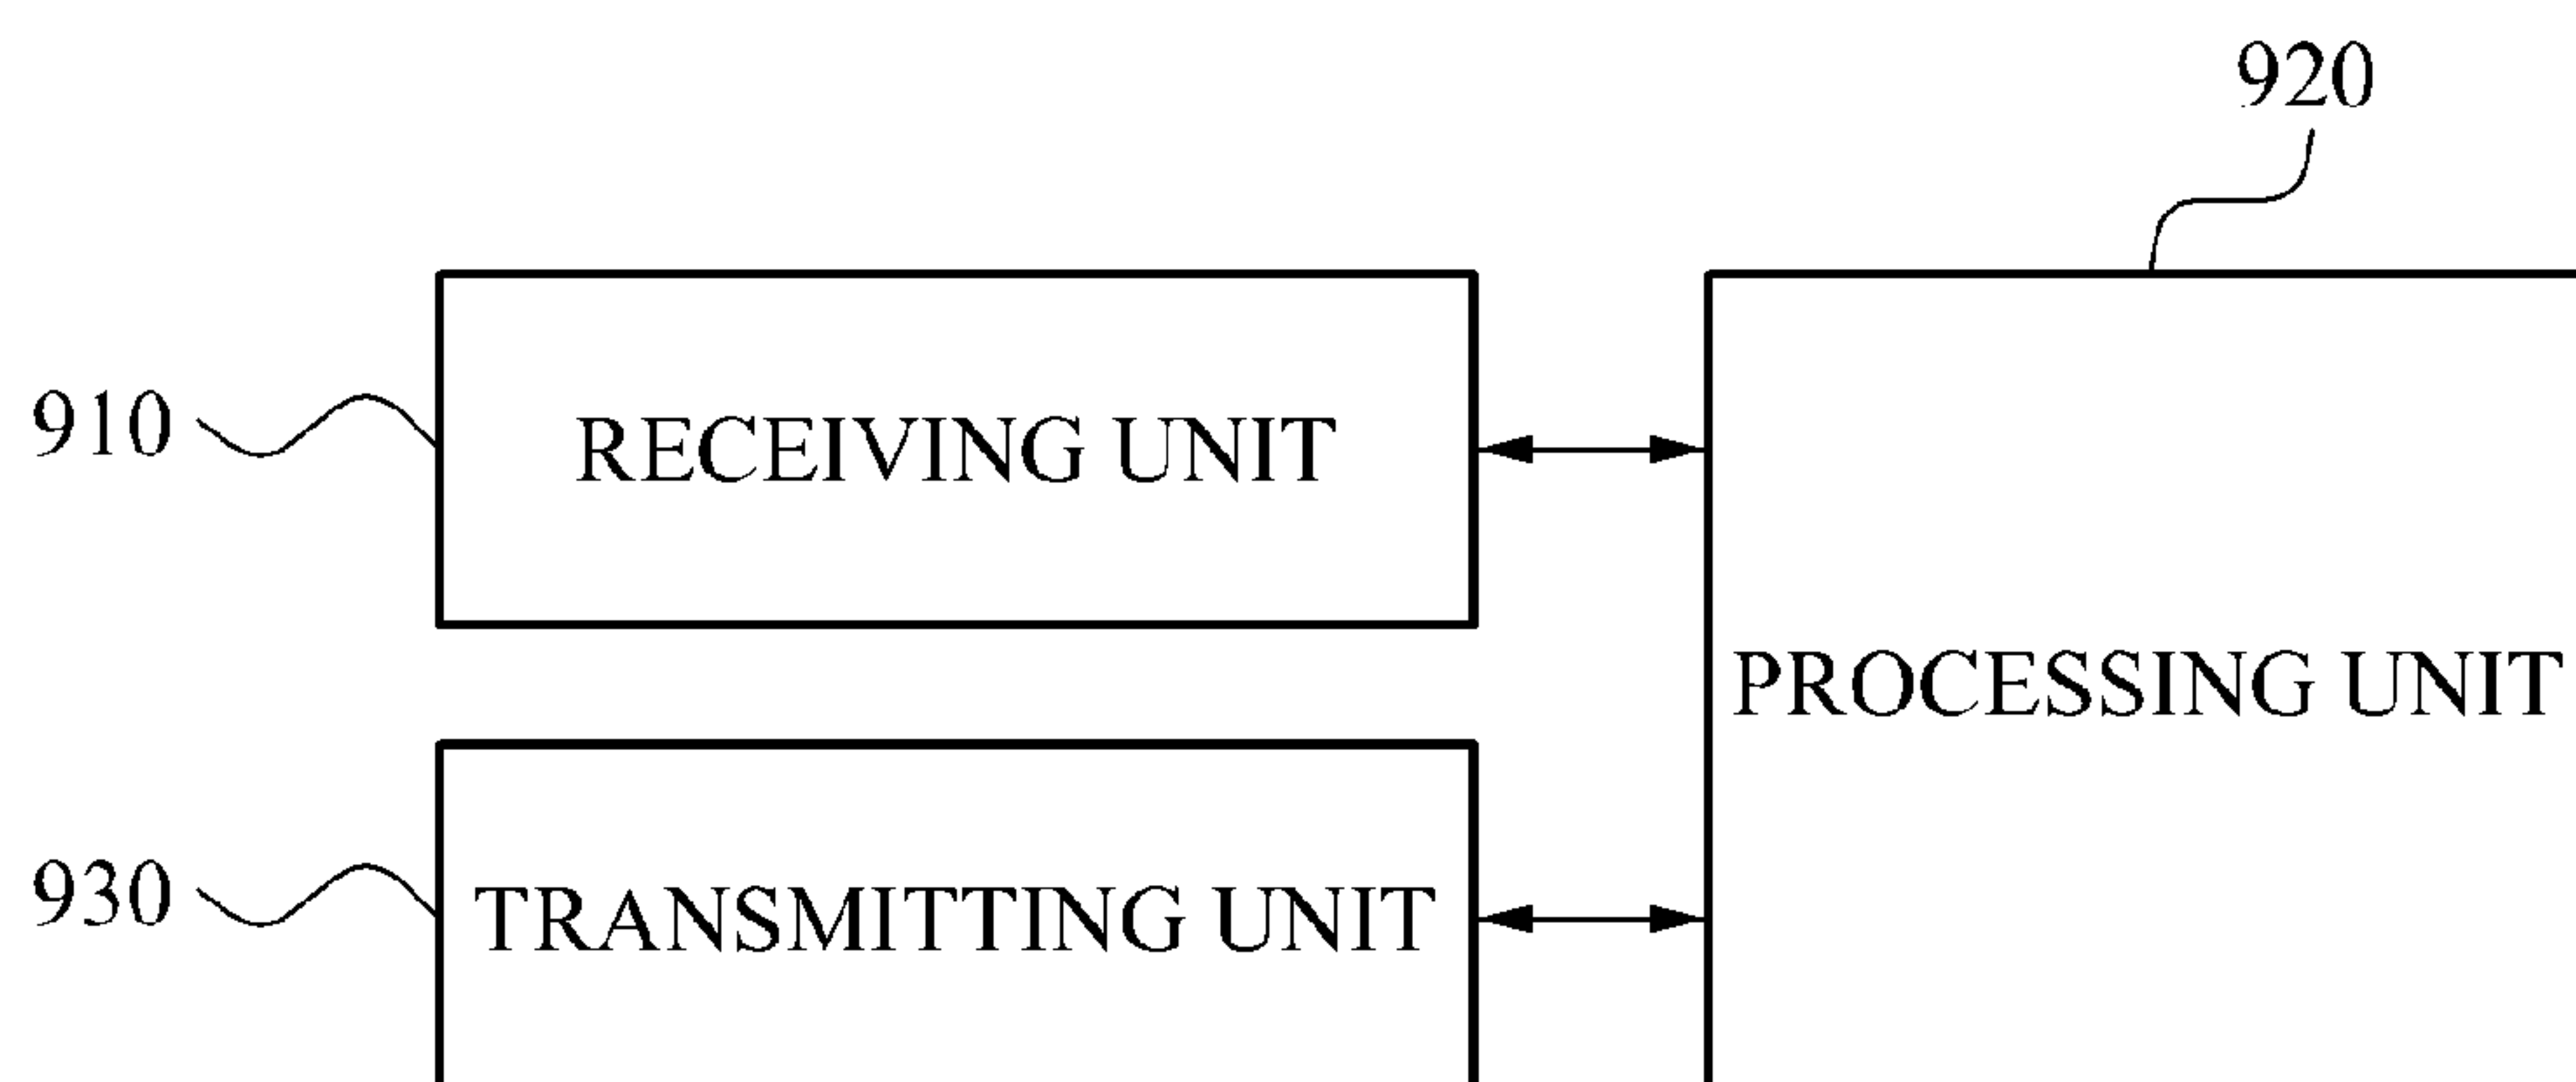 920
910
RECEIVING UNIT
PROCESSING UNIT
930
TRANSMITTING UNIT